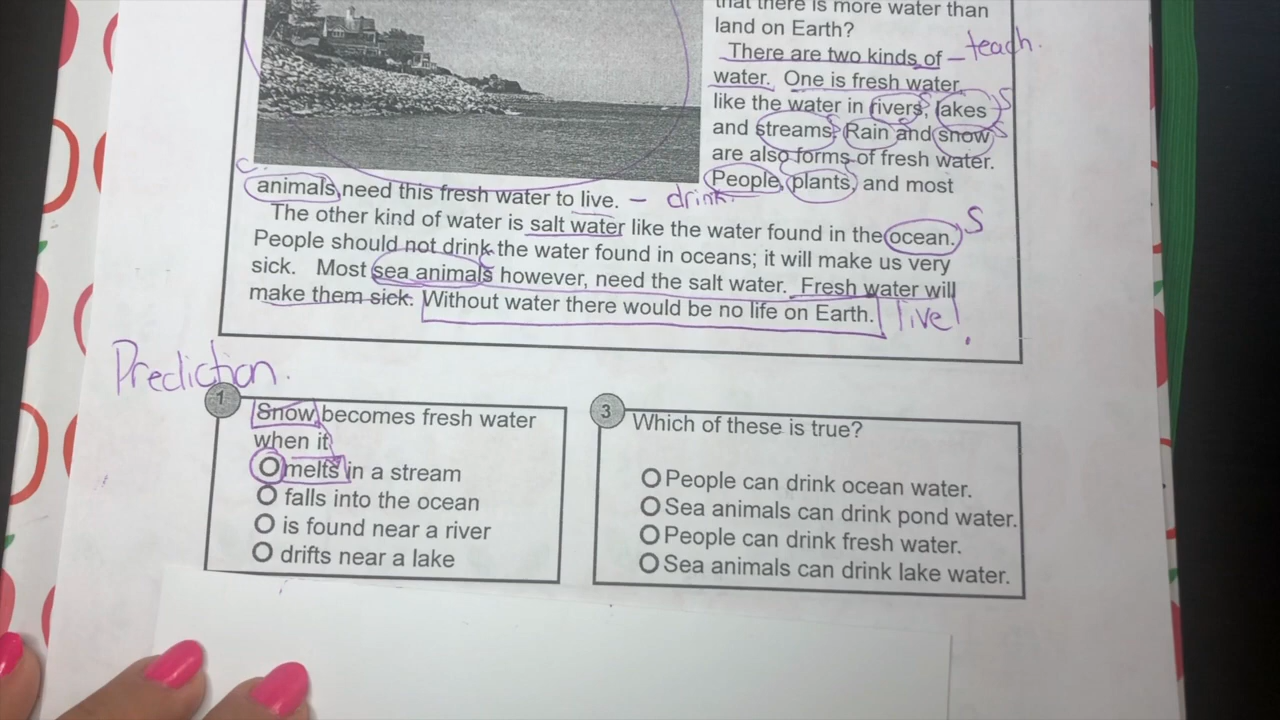 that there is more water than
land on Earth?
There are two kinds of – teach.
water. One is fresh water,
like the water in rivers, lakes S
and streams. Rain and snow
are also forms of fresh water.
People, plants, and most
C.
animals need this fresh water to live. – drink.
The other kind of water is salt water like the water found in the ocean. S
People should not drink the water found in oceans; it will make us very
sick. Most sea animals however, need the salt water. Fresh water will
make them sick. Without water there would be no life on Earth. live!
Prediction.
1
Snow becomes fresh water
when it
melts in a stream
falls into the ocean
is found near a river
drifts near a lake
3
Which of these is true?
People can drink ocean water.
Sea animals can drink pond water.
People can drink fresh water.
Sea animals can drink lake water.